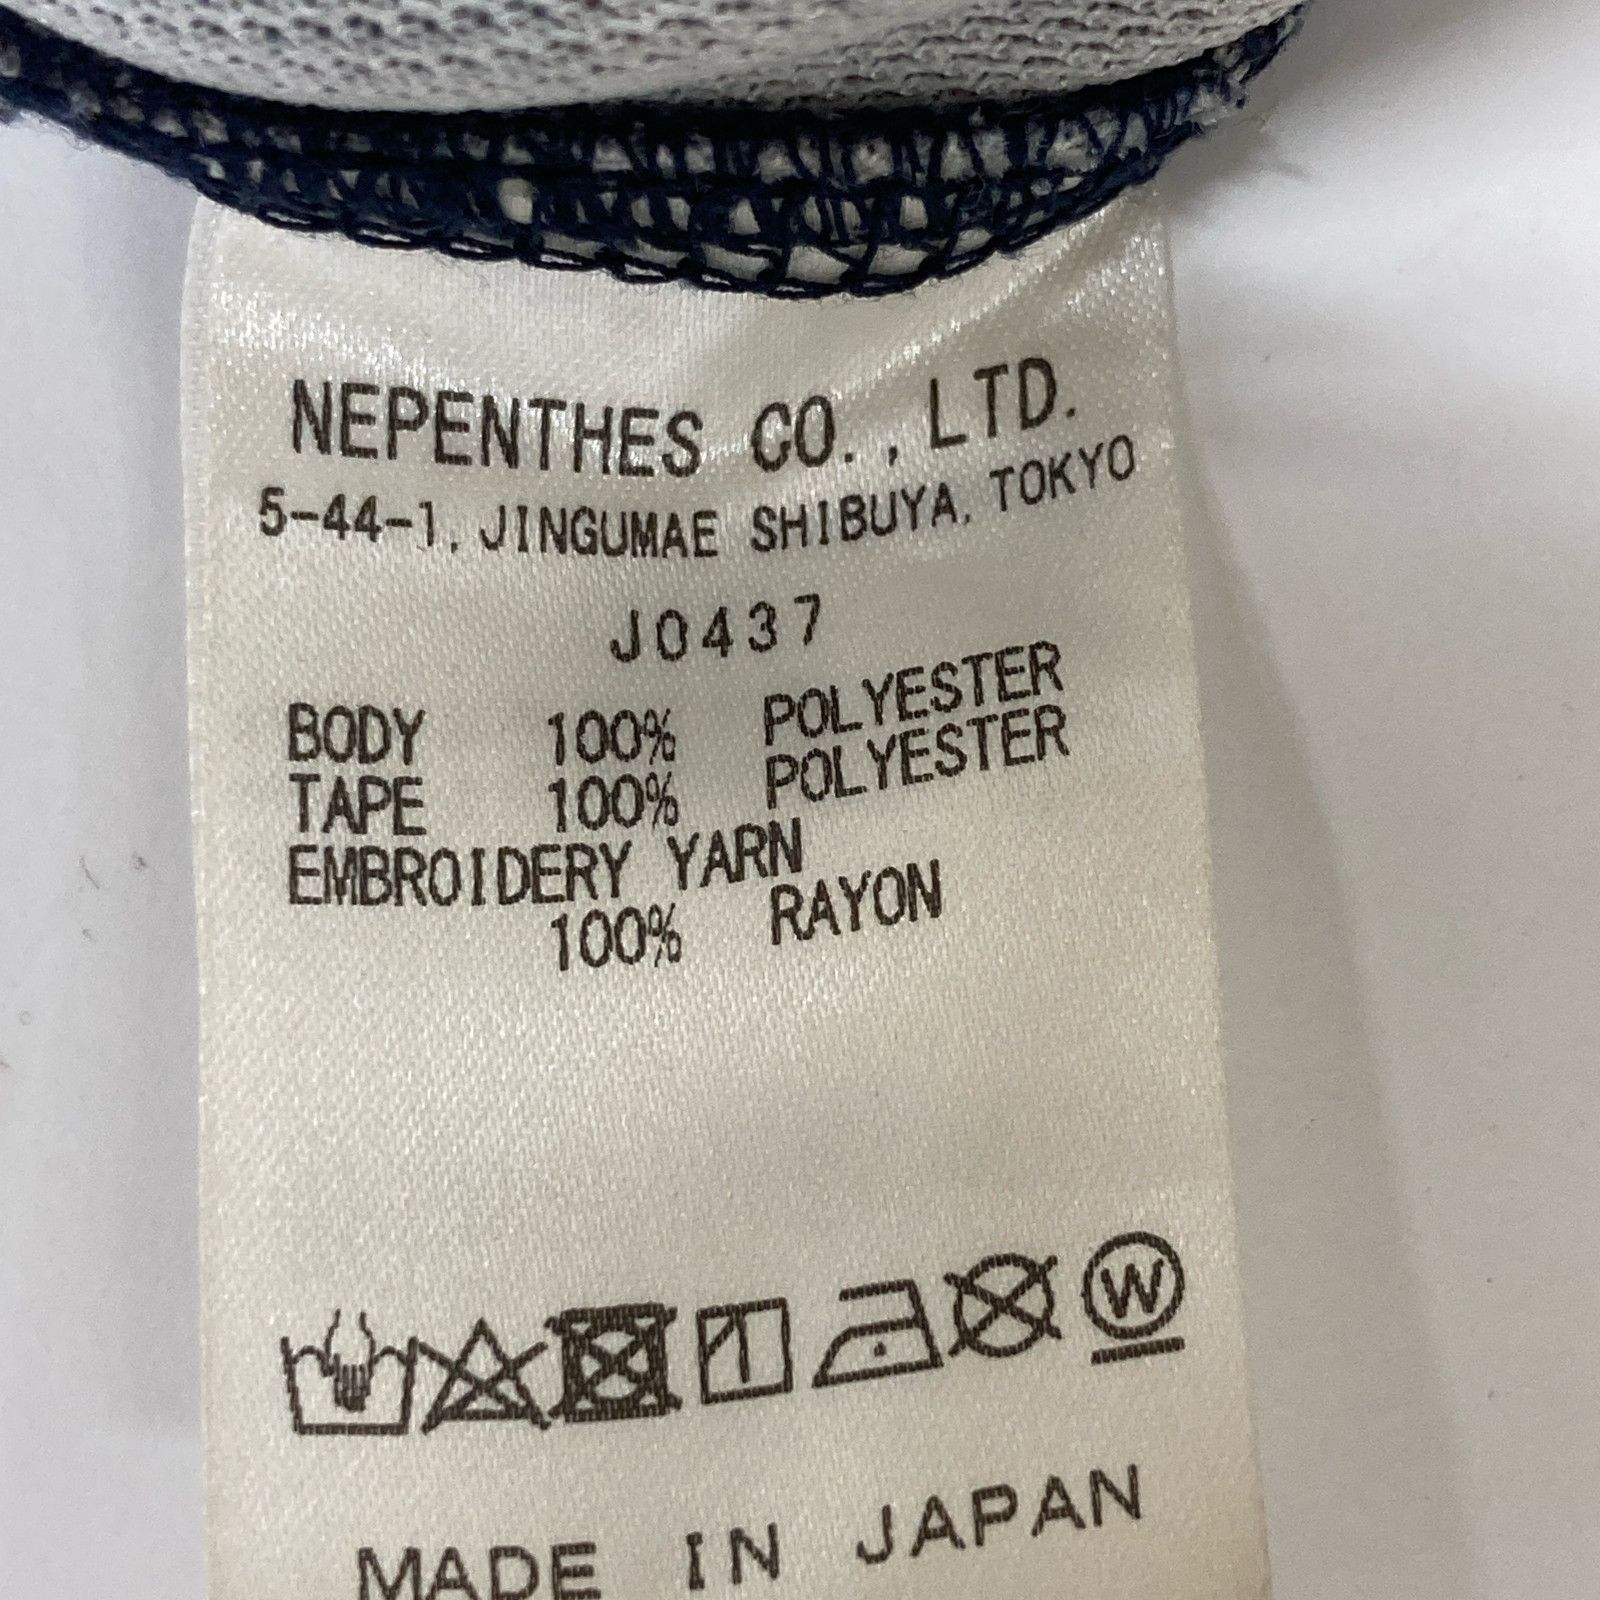 NEPENTHES CO., LTD.
5-44-1, JINGUMAE SHIBUYA, TOKYO
J0437
BODY 100% POLYESTER
TAPE 100% POLYESTER
EMBROIDERY YARN
100% RAYON
W
MADE IN JAPAN